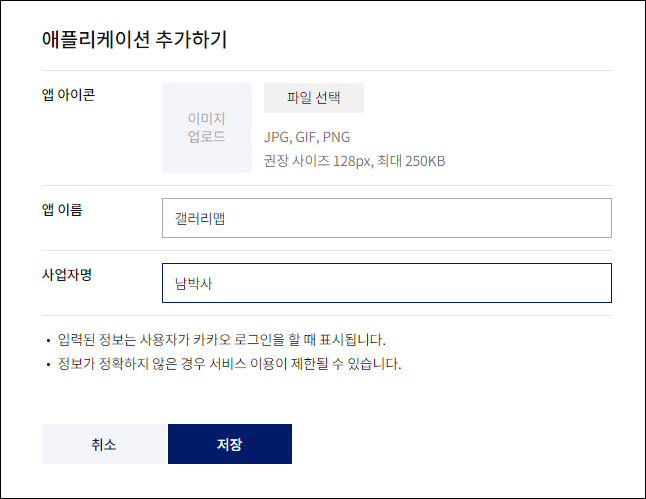 애플리케이션 추가하기
앱 아이콘
이미지
업로드
파일 선택
JPG, GIF, PNG
권장 사이즈 128px, 최대 250KB
앱 이름
갤러리맵
사업자명
남박사
• 입력된 정보는 사용자가 카카오 로그인을 할 때 표시됩니다.
• 정보가 정확하지 않은 경우 서비스 이용이 제한될 수 있습니다.
취소
저장